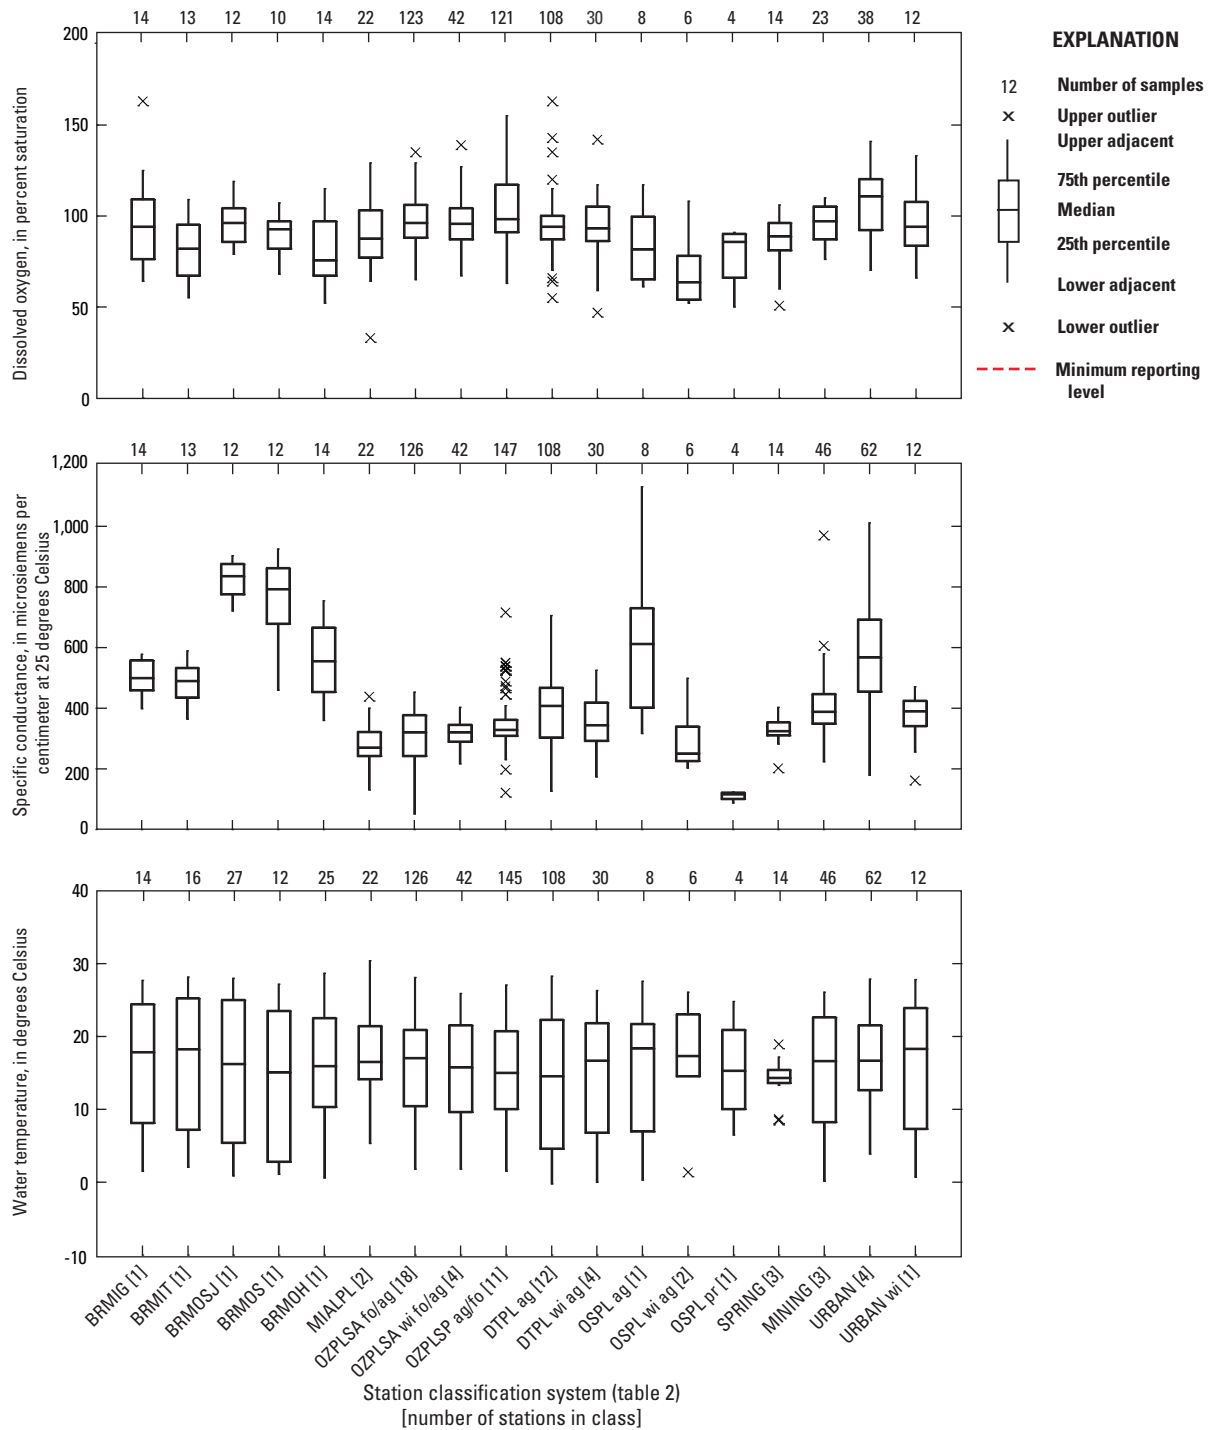 14 13 12 10 14 22 123 42 121 108 30 8 6 4 14 23 38 12
200
150
100
50
0
Dissolved oxygen, in percent saturation
EXPLANATION
12 Number of samples
Upper outlier
Upper adjacent
75th percentile
Median
25th percentile
Lower adjacent
Lower outlier
Minimum reporting
level
14 13 12 12 14 22 126 42 147 108 30 8 6 4 14 46 62 12
1,200
1,000
800
600
400
200
0
Specific conductance, in microsiemens per
centimeter at 25 degrees Celsius
14 16 27 12 25 22 126 42 145 108 30 8 6 4 14 46 62 12
40
30
20
10
0
-10
Water temperature, in degrees Celsius
BRMIG [1]
BRMIT [1]
BRMOSJ [1]
BRMOS [1]
BRMOH [1]
MIALPL [2]
OZPLSA fo/ag [18]
OZPLSA wi fo/ag [4]
OZPLSP ag/fo [11]
DTPL ag [12]
DTPL wi ag [4]
OSPL ag [1]
OSPL wi ag [2]
OSPL pr [1]
SPRING [3]
MINING [3]
URBAN [4]
URBAN wi [1]
Station classification system (table 2)
[number of stations in class]